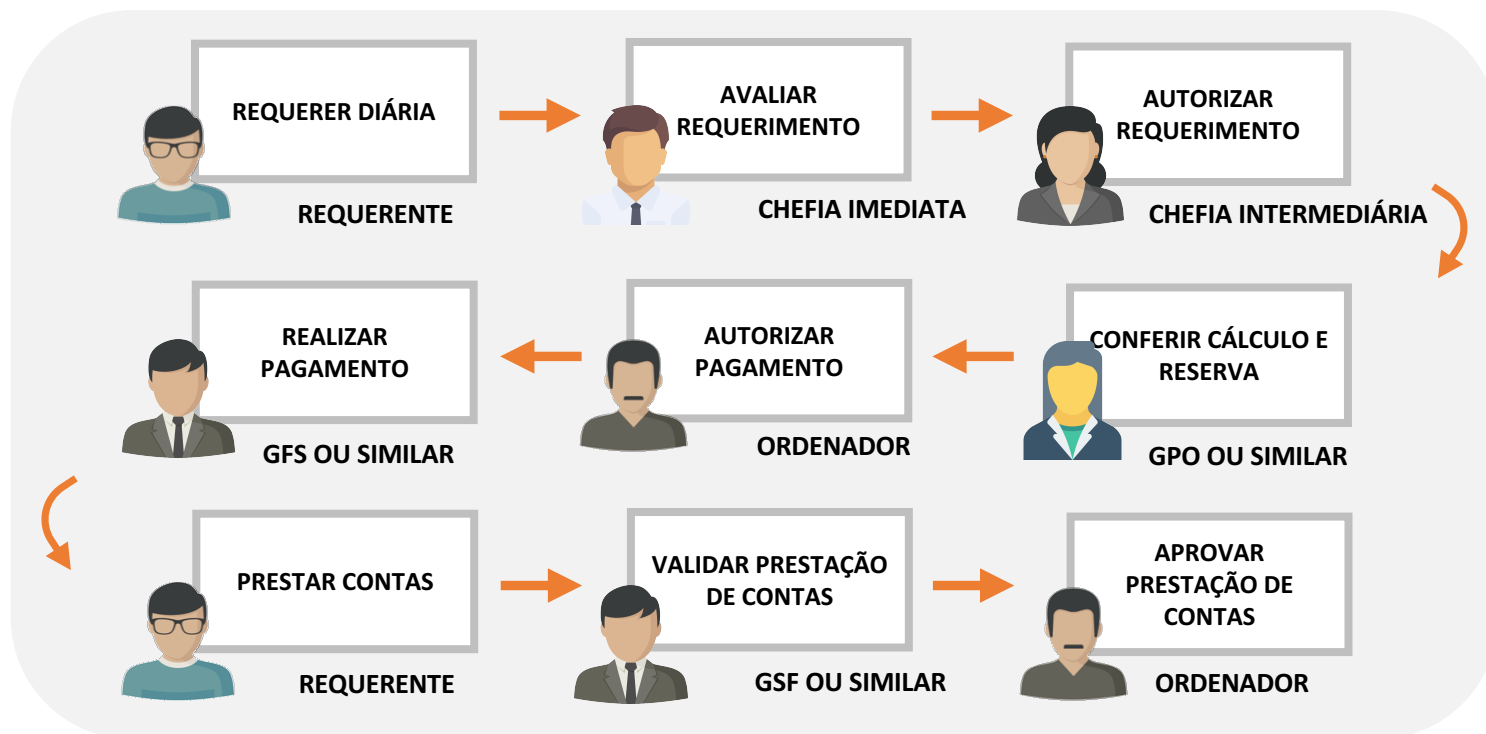 REQUERER DIÁRIA
REQUERENTE
AVALIAR
REQUERIMENTO
CHEFIA IMEDIATA
AUTORIZAR
REQUERIMENTO
CHEFIA INTERMEDIÁRIA
CONFERIR CÁLCULO E
RESERVA
GPO OU SIMILAR
AUTORIZAR
PAGAMENTO
ORDENADOR
REALIZAR
PAGAMENTO
GFS OU SIMILAR
PRESTAR CONTAS
REQUERENTE
VALIDAR PRESTAÇÃO
DE CONTAS
GSF OU SIMILAR
APROVAR
PRESTAÇÃO DE
CONTAS
ORDENADOR